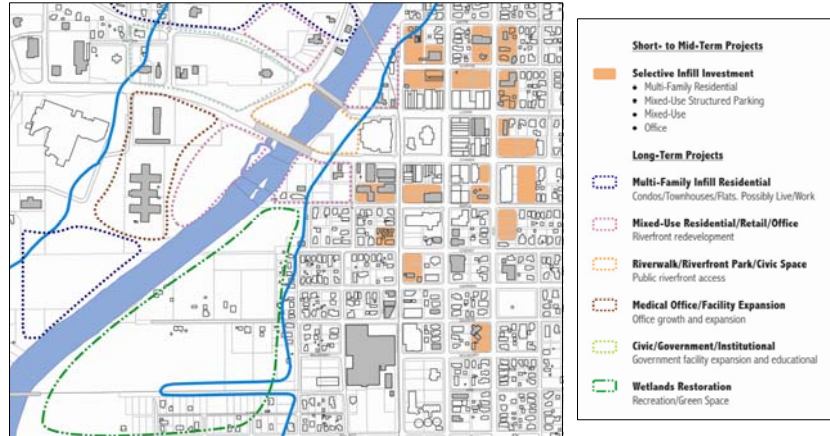 Short- to Mid-Term Projects
Selective Infill Investment
• Multi-Family Residential
• Mixed-Use Structured Parking
• Mixed-Use
• Office
Long-Term Projects
Multi-Family Infill Residential
Condos/Townhouses/Flats. Possibly Live/Work
Mixed-Use Residential/Retail/Office
Riverfront redevelopment
Riverwalk/Riverfront Park/Civic Space
Public riverfront access
Medical Office/Facility Expansion
Office growth and expansion
Civic/Government/Institutional
Government facility expansion and educational
Wetlands Restoration
Recreation/Green Space